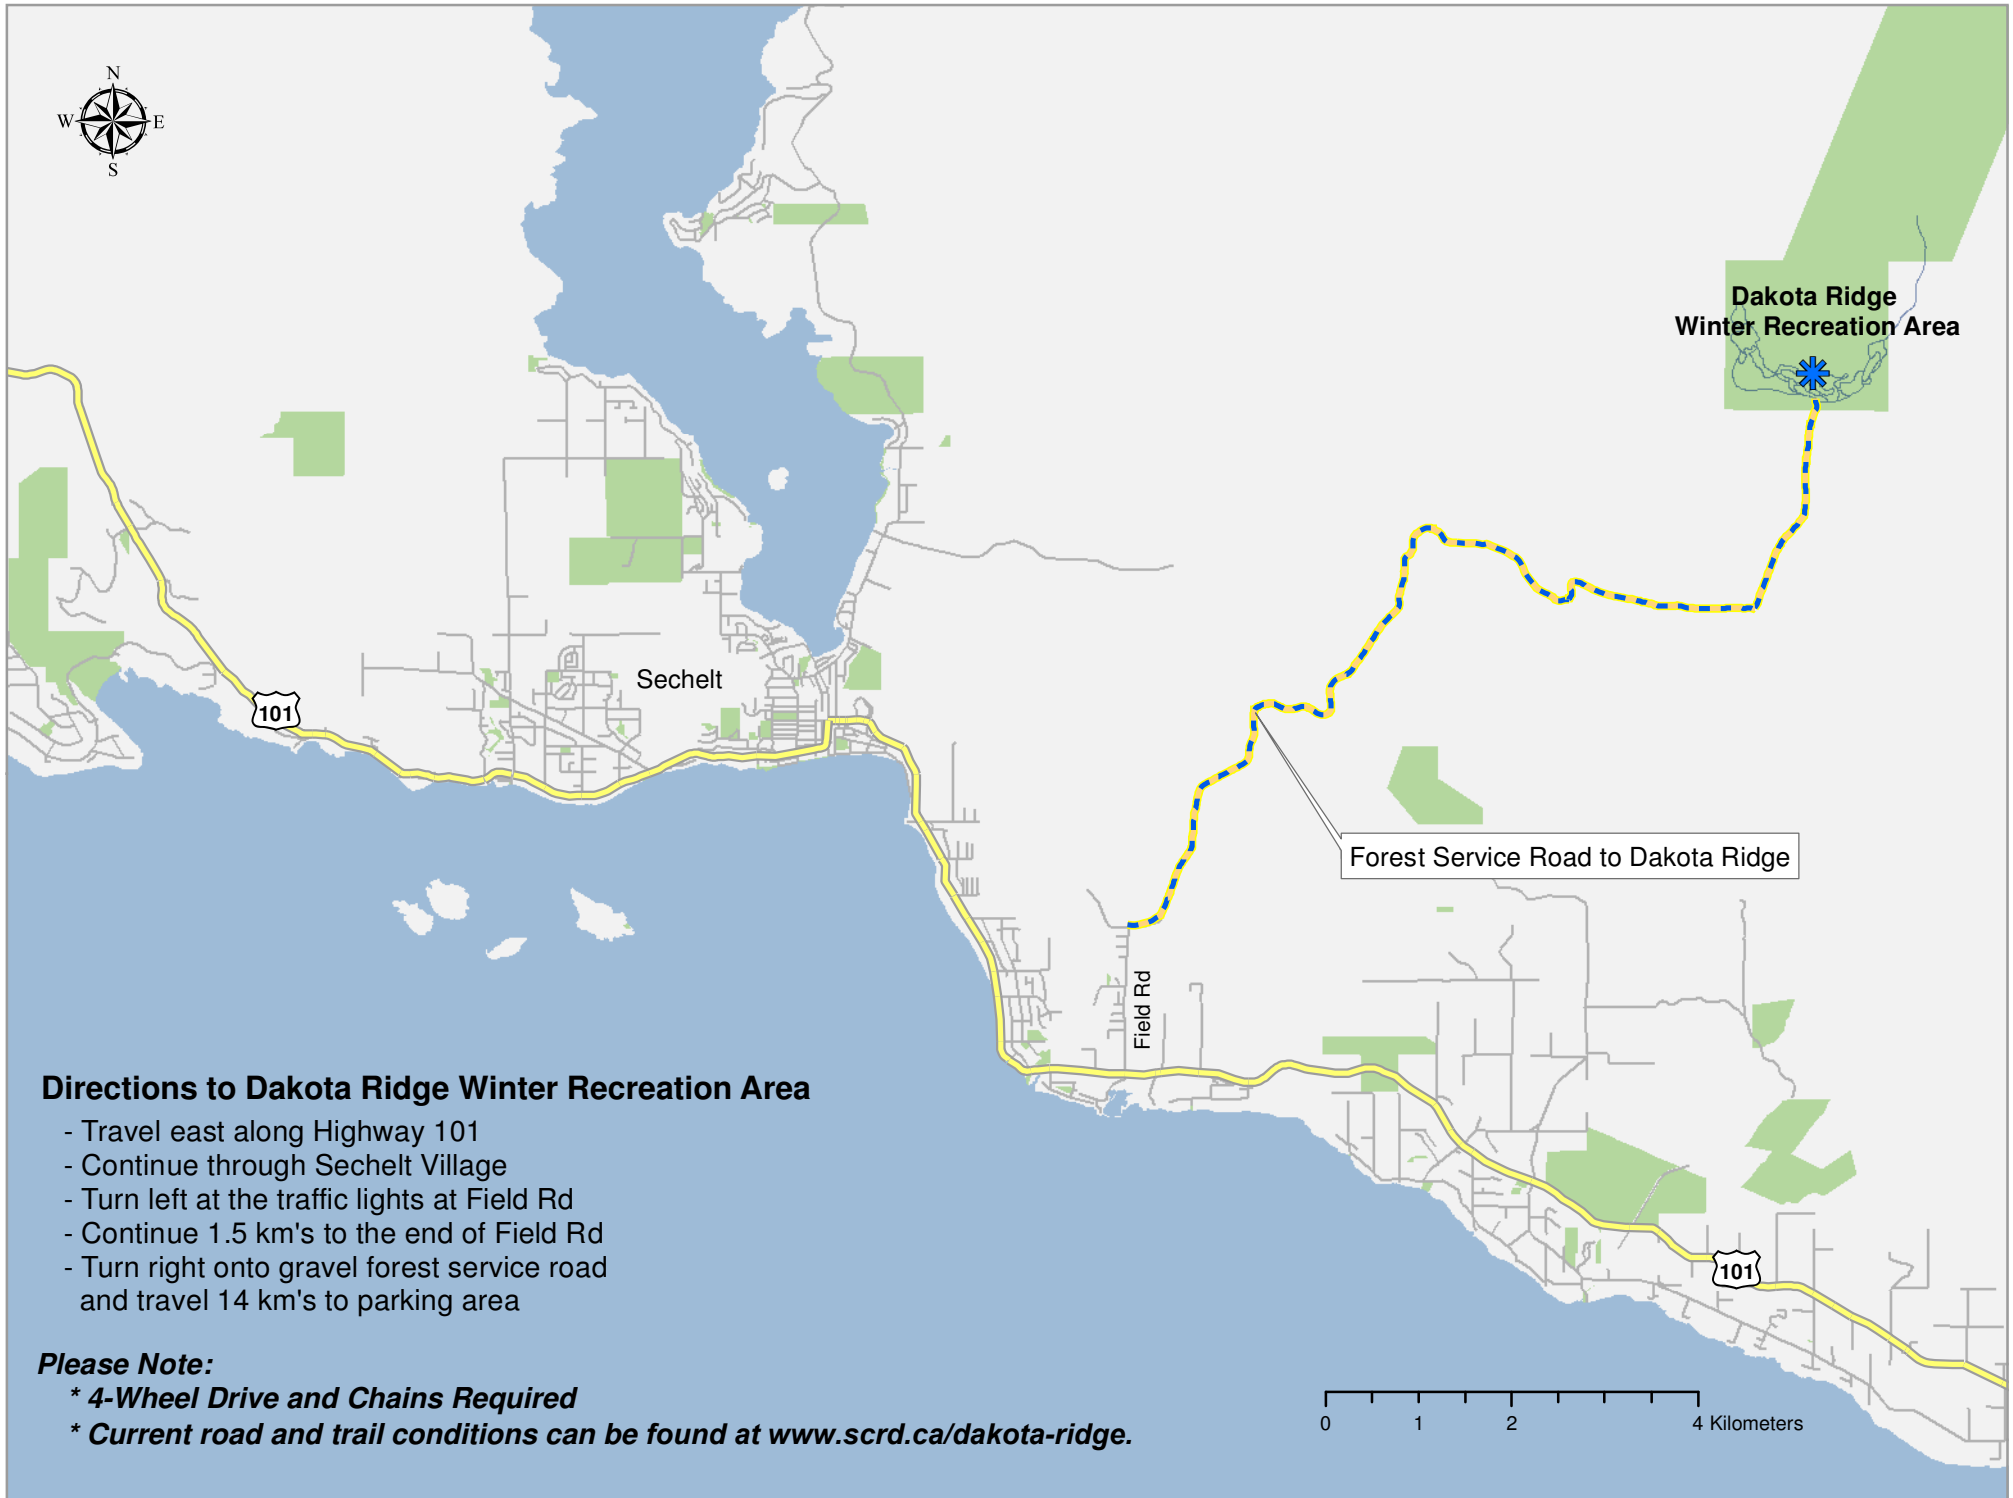 N
W E
S
Dakota Ridge
Winter Recreation Area
101
Sechelt
Forest Service Road to Dakota Ridge
Field Rd
101
Directions to Dakota Ridge Winter Recreation Area
- Travel east along Highway 101
- Continue through Sechelt Village
- Turn left at the traffic lights at Field Rd
- Continue 1.5 km's to the end of Field Rd
- Turn right onto gravel forest service road
and travel 14 km's to parking area
Please Note:
* 4-Wheel Drive and Chains Required
* Current road and trail conditions can be found at www.scrd.ca/dakota-ridge.
0 1 2 4 Kilometers